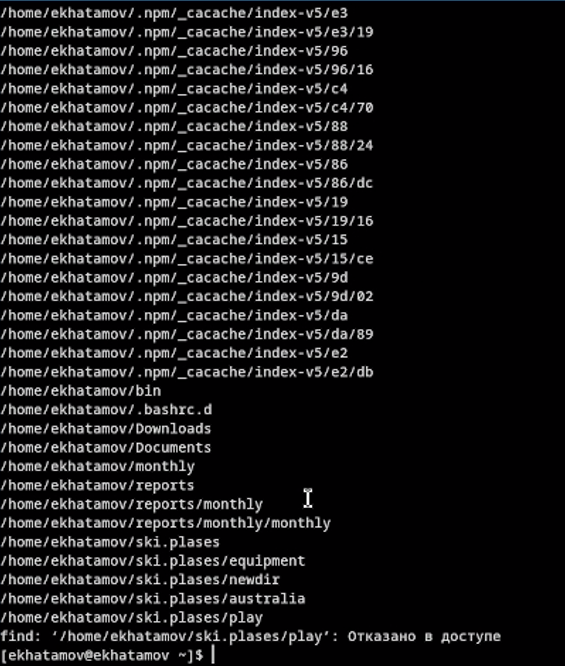 /home/ekhatamov/.npm/_cacache/index-v5/e3
/home/ekhatamov/.npm/_cacache/index-v5/e3/19
/home/ekhatamov/.npm/_cacache/index-v5/96
/home/ekhatamov/.npm/_cacache/index-v5/96/16
/home/ekhatamov/.npm/_cacache/index-v5/c4
/home/ekhatamov/.npm/_cacache/index-v5/c4/70
/home/ekhatamov/.npm/_cacache/index-v5/88
/home/ekhatamov/.npm/_cacache/index-v5/88/24
/home/ekhatamov/.npm/_cacache/index-v5/86
/home/ekhatamov/.npm/_cacache/index-v5/86/dc
/home/ekhatamov/.npm/_cacache/index-v5/19
/home/ekhatamov/.npm/_cacache/index-v5/19/16
/home/ekhatamov/.npm/_cacache/index-v5/15
/home/ekhatamov/.npm/_cacache/index-v5/15/ce
/home/ekhatamov/.npm/_cacache/index-v5/9d
/home/ekhatamov/.npm/_cacache/index-v5/9d/02
/home/ekhatamov/.npm/_cacache/index-v5/da
/home/ekhatamov/.npm/_cacache/index-v5/da/89
/home/ekhatamov/.npm/_cacache/index-v5/e2
/home/ekhatamov/.npm/_cacache/index-v5/e2/db
/home/ekhatamov/bin
/home/ekhatamov/.bashrc.d
/home/ekhatamov/Downloads
/home/ekhatamov/Documents
/home/ekhatamov/monthly
/home/ekhatamov/reports
/home/ekhatamov/reports/monthly
/home/ekhatamov/reports/monthly/monthly
/home/ekhatamov/ski.plases
/home/ekhatamov/ski.plases/equipment
/home/ekhatamov/ski.plases/newdir
/home/ekhatamov/ski.plases/australia
/home/ekhatamov/ski.plases/play
find: ‘/home/ekhatamov/ski.plases/play’: Отказано в доступе
[ekhatamov@ekhatamov ~]$